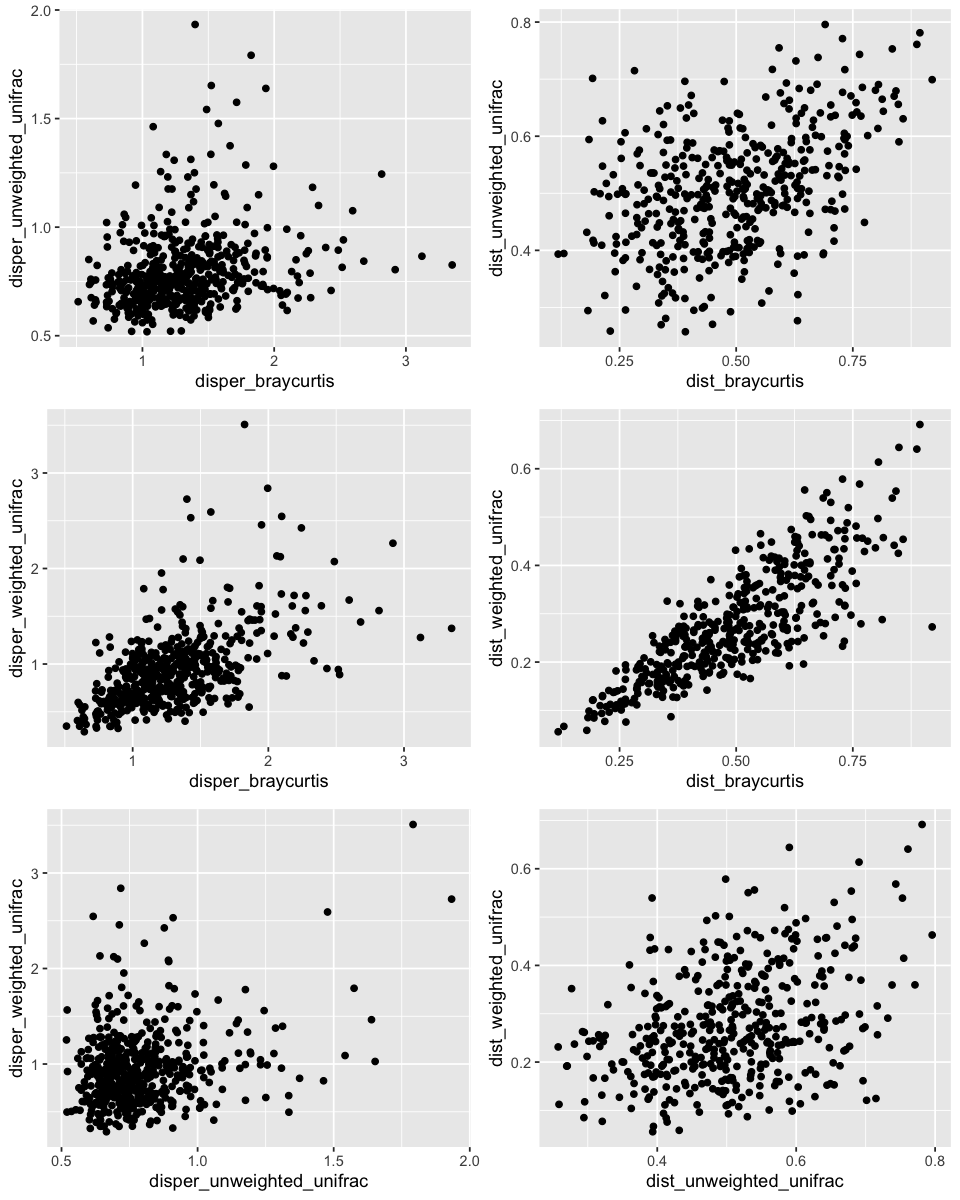 disper_unweighted_unifrac
2.0
1.5
1.0
0.5
1 2 3
disper_braycurtis
dist_unweighted_unifrac
0.8
0.6
0.4
0.25 0.50 0.75
dist_braycurtis
disper_weighted_unifrac
3
2
1
1 2 3
disper_braycurtis
dist_weighted_unifrac
0.6
0.4
0.2
0.25 0.50 0.75
dist_braycurtis
disper_weighted_unifrac
3
2
1
0.5 1.0 1.5 2.0
disper_unweighted_unifrac
dist_weighted_unifrac
0.6
0.4
0.2
0.4 0.6 0.8
dist_unweighted_unifrac